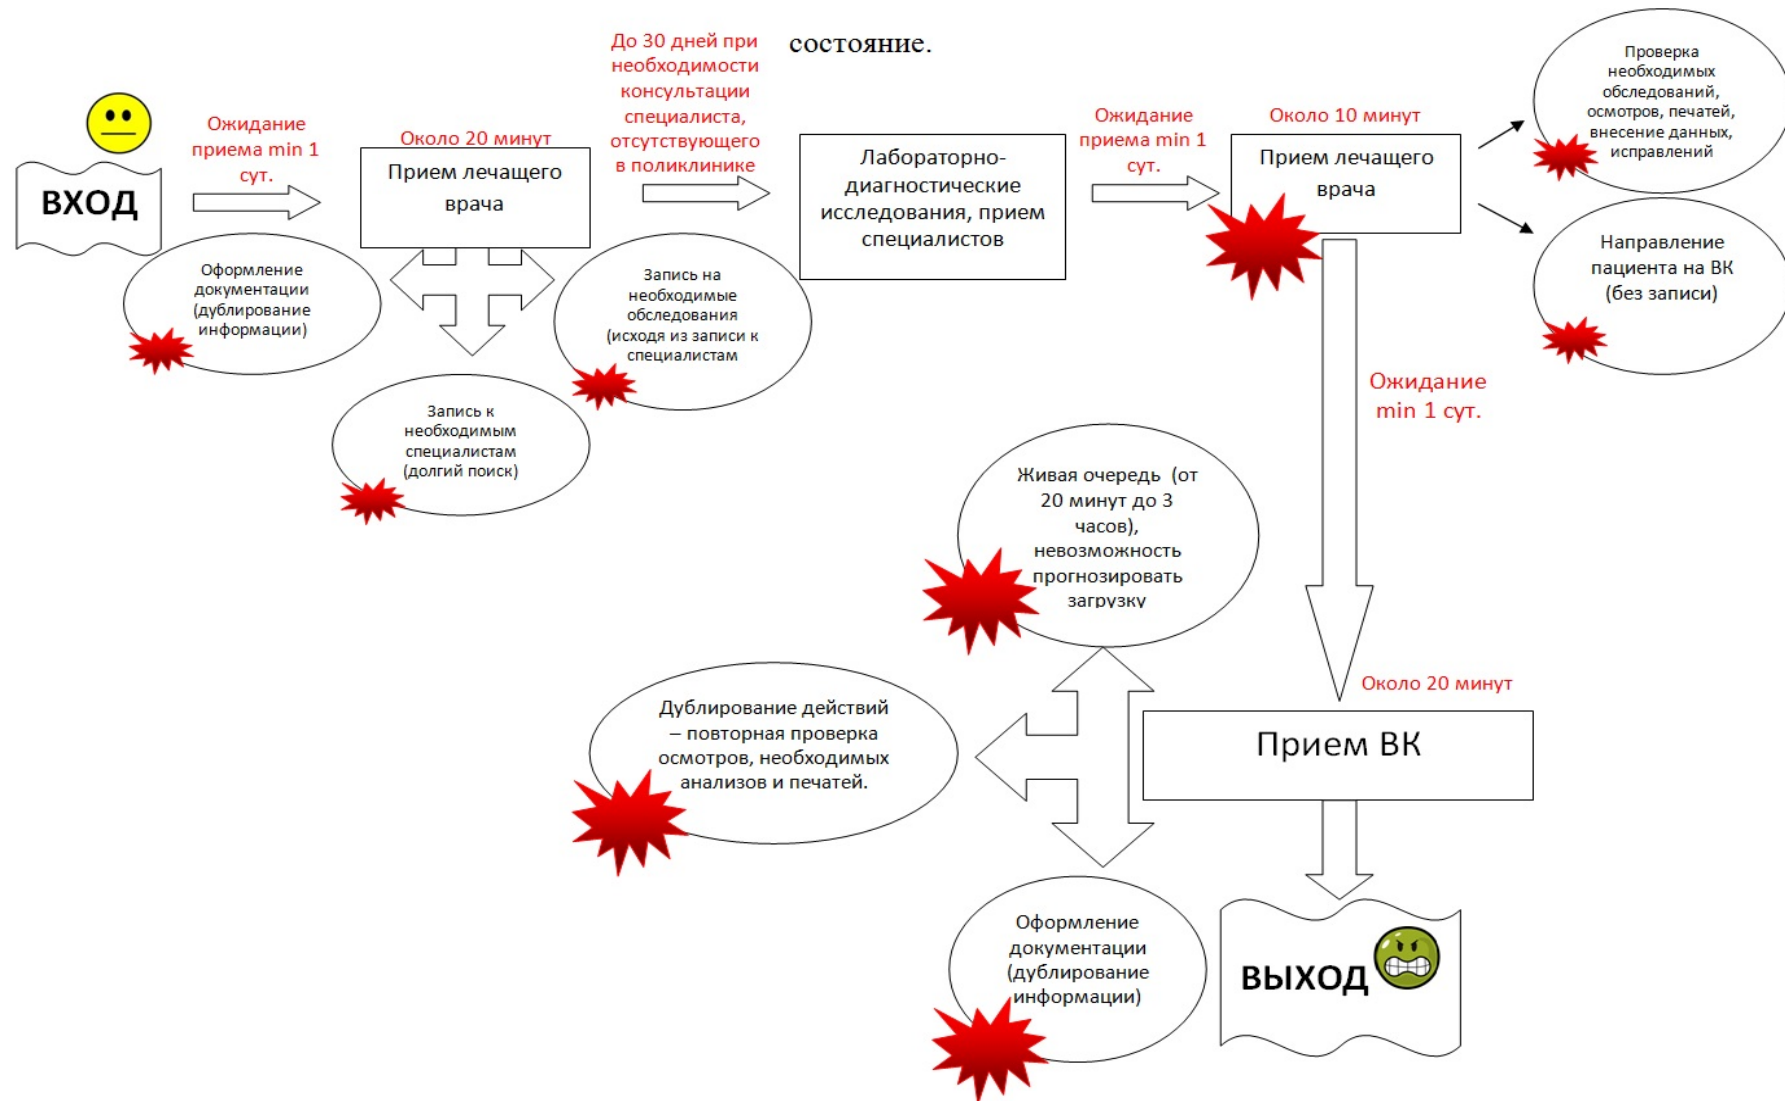 состояние.
ВХОД
Ожидание
приема min 1
сут.
Около 20 минут
Прием лечащего
врача
До 30 дней при
необходимости
консультации
специалиста,
отсутствующего
в поликлинике
Лабораторно-
диагностические
исследования, прием
специалистов
Ожидание
приема min 1
сут.
Около 10 минут
Прием лечащего
врача
Проверка
необходимых
обследований,
осмотров, печатей,
внесение данных,
исправлений
Направление
пациента на ВК
(без записи)
Оформление
документации
(дублирование
информации)
Запись к
необходимым
специалистам
(долгий поиск)
Запись на
необходимые
обследования
(исходя из записи к
специалистам
Ожидание
min 1 сут.
Живая очередь (от
20 минут до 3
часов),
невозможность
прогнозировать
загрузку
Дублирование действий
– повторная проверка
осмотров, необходимых
анализов и печатей.
Оформление
документации
(дублирование
информации)
Около 20 минут
Прием ВК
ВЫХОД